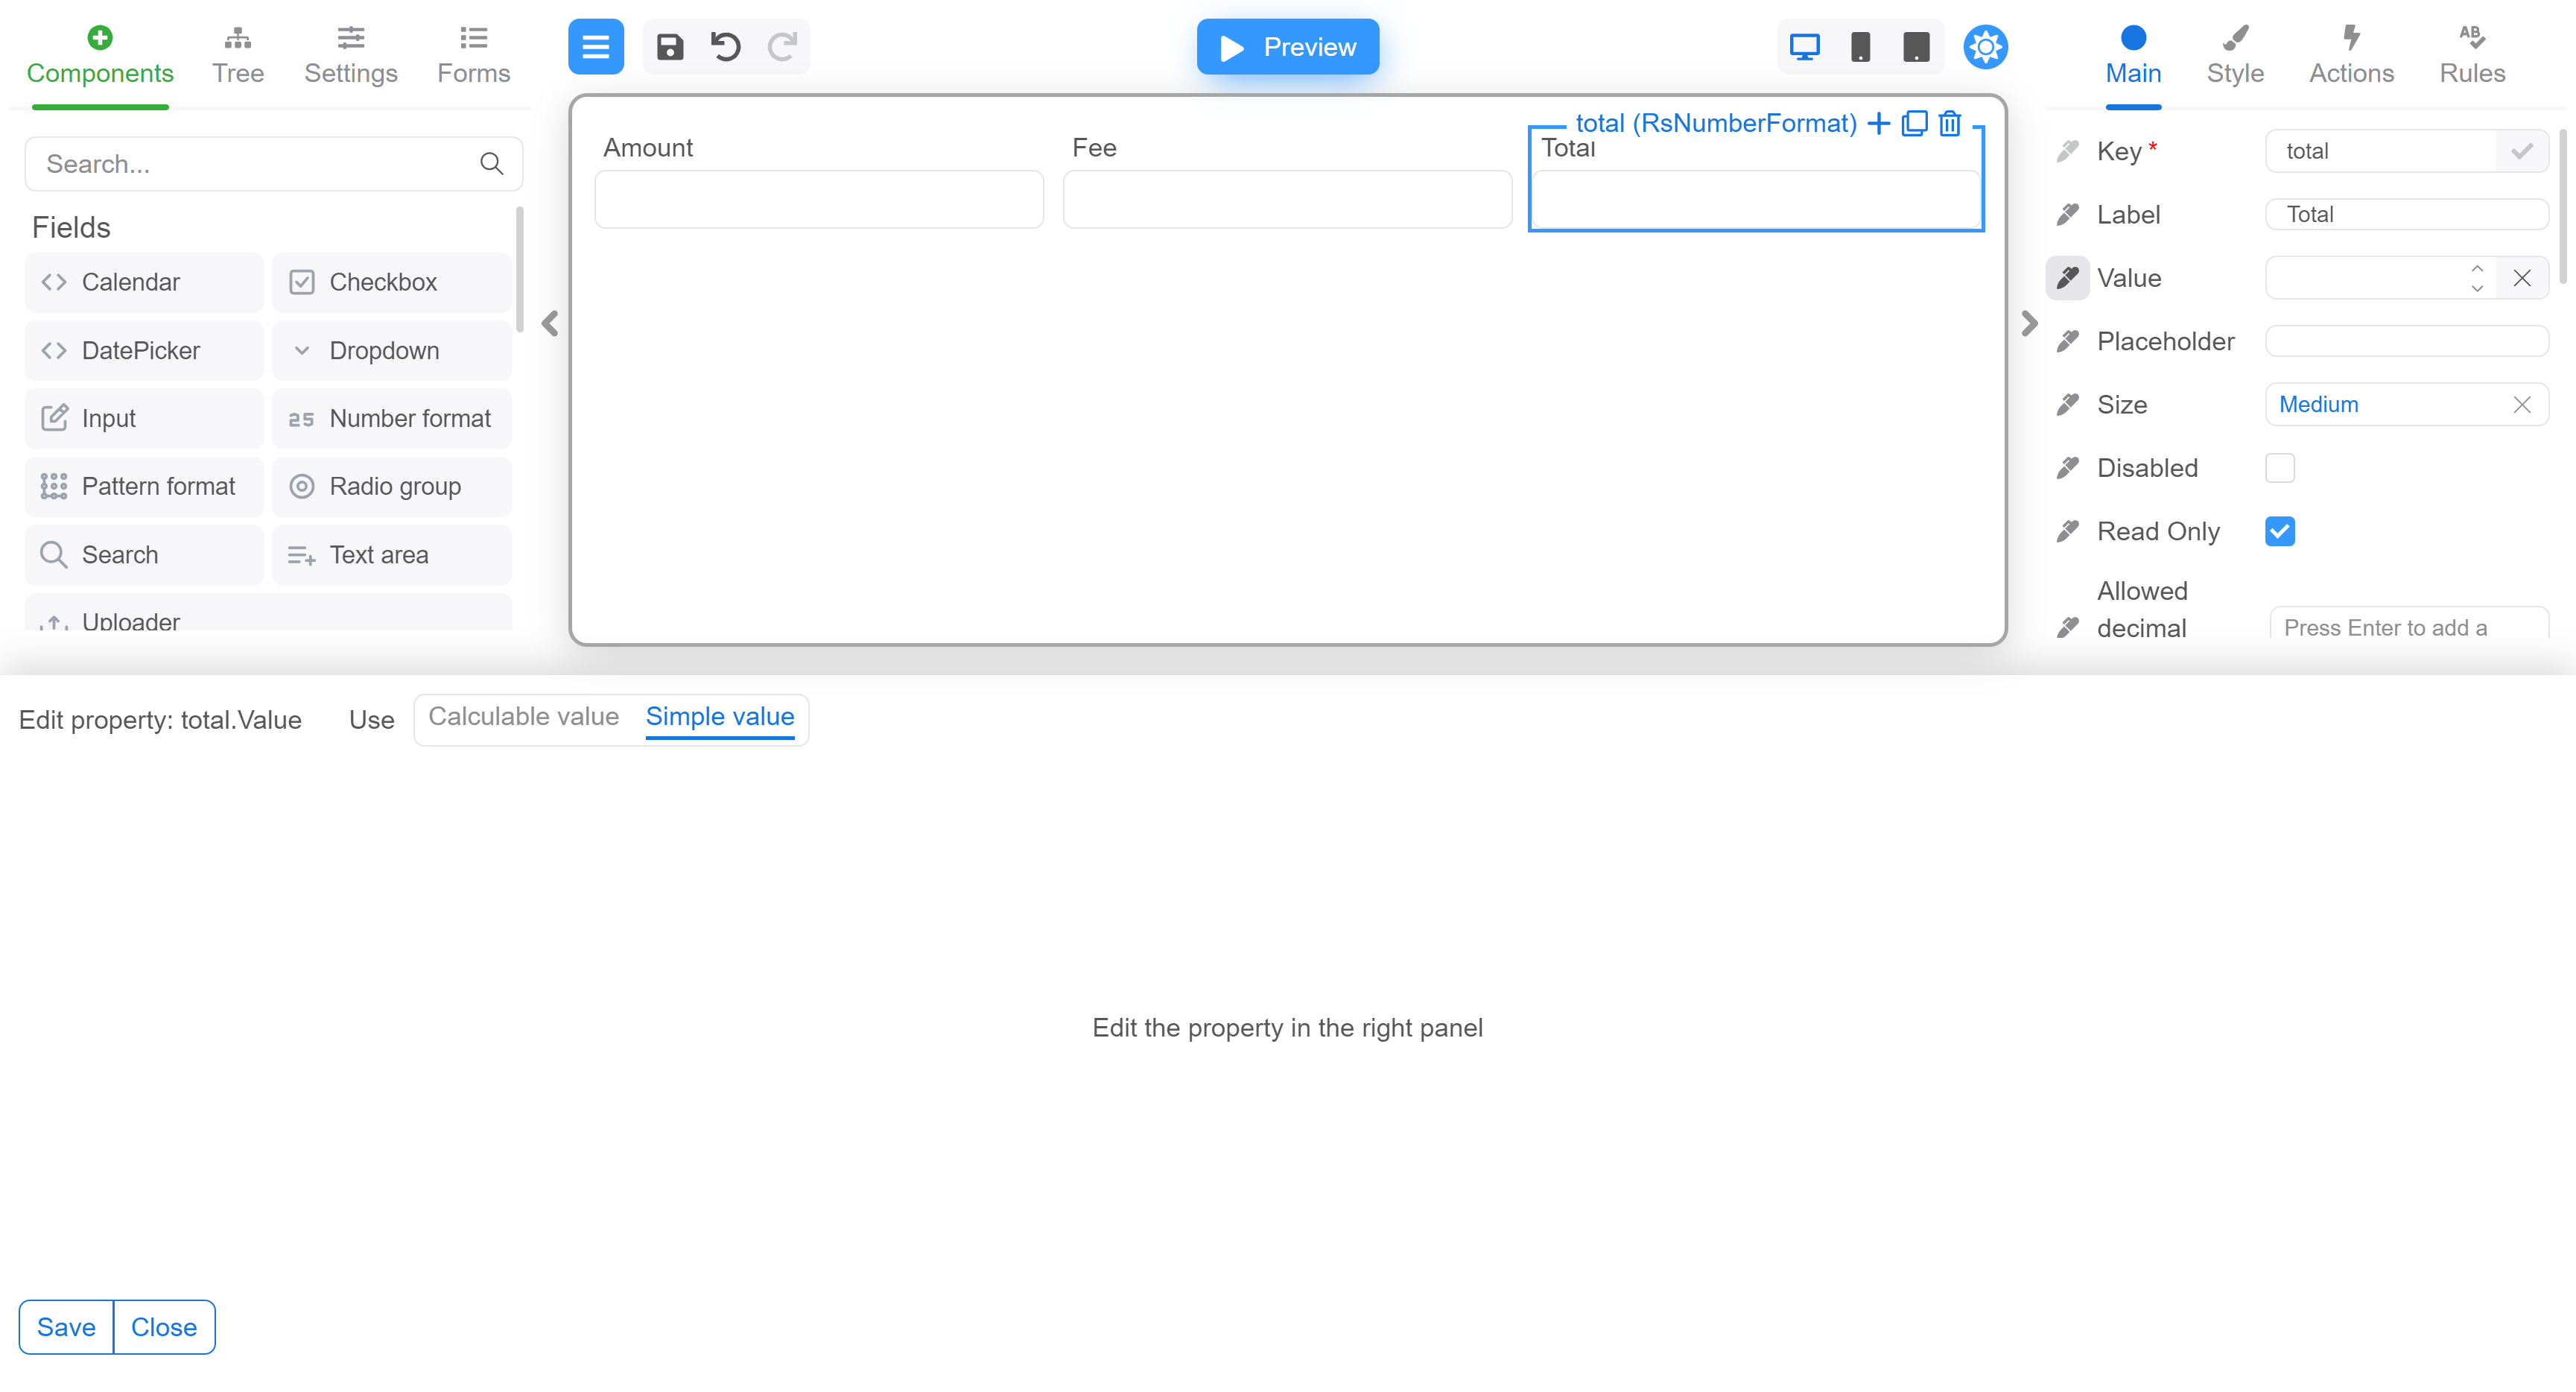 Components Tree Settings Forms
Preview
Main Style Actions AB Rules
Search...
Fields
Calendar Checkbox
DatePicker Dropdown
Input 25 Number format
Pattern format Radio group
Search Text area
Uploader
total (RsNumberFormat)
Amount Fee Total
Key * total
Label Total
Value
Placeholder
Size Medium
Disabled
Read Only
Allowed
decimal Press Enter to add a
Edit property: total.Value Use Calculable value Simple value
Edit the property in the right panel
Save Close